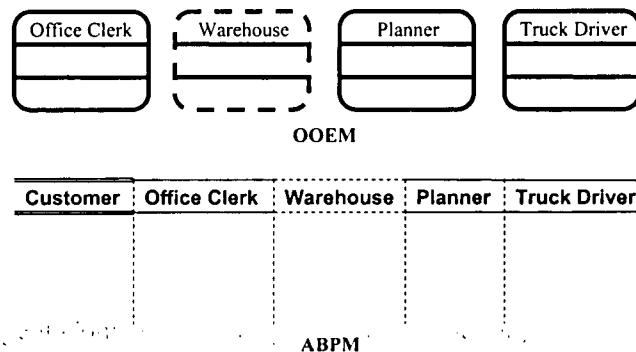 Office Clerk Warehouse Planner Truck Driver
OOEM
Customer Office Clerk Warehouse Planner Truck Driver
ABPM